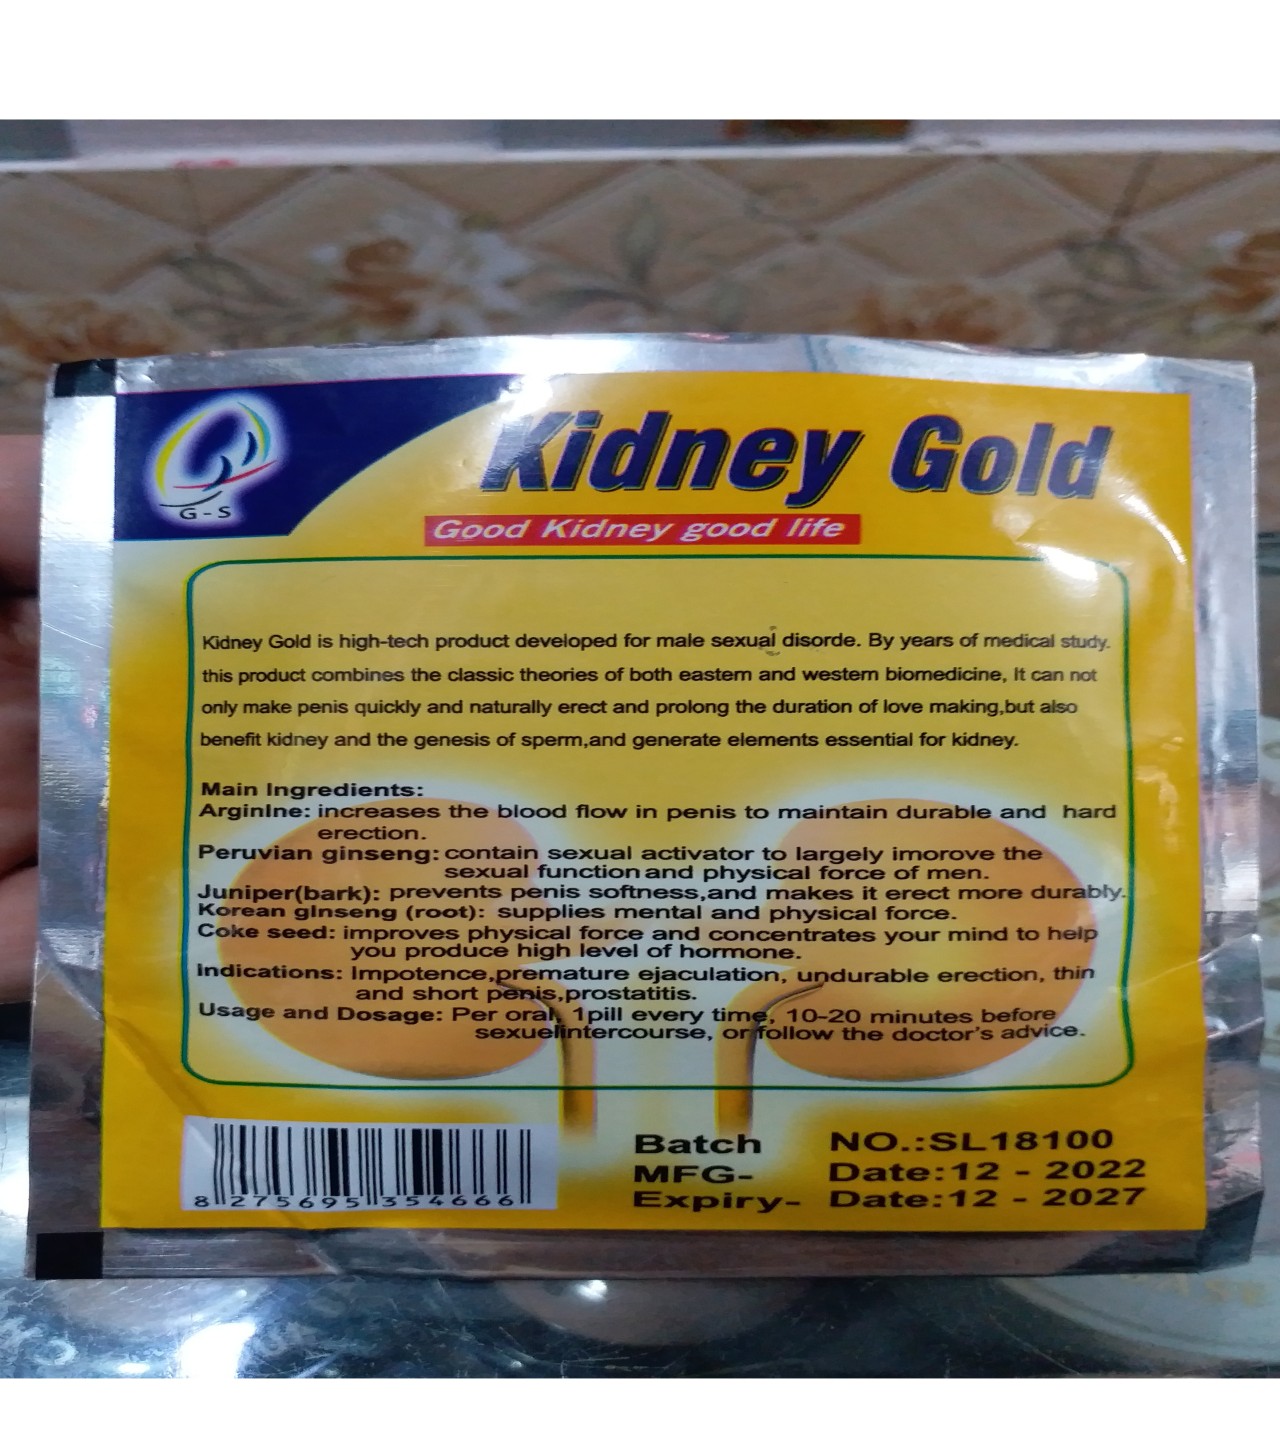 G-S
Kidney Gold
Good Kidney good life
Kidney Gold is high-tech product developed for male sexual disorde. By years of medical study.
this product combines the classic theories of both eastem and westem biomedicine, It can not
only make penis quickly and naturally erect and prolong the duration of love making,but also
benefit kidney and the genesis of sperm,and generate elements essential for kidney.
Main Ingredients:
ArginIne: increases the blood flow in penis to maintain durable and hard
erection.
Peruvian ginseng: contain sexual activator to largely imorove the
sexual function and physical force of men.
Juniper(bark): prevents penis softness,and makes it erect more durably.
Korean gInseng (root): supplies mental and physical force.
Coke seed: improves physical force and concentrates your mind to help
you produce high level of hormone.
Indications: Impotence,premature ejaculation, undurable erection, thin
and short penis,prostatitis.
Usage and Dosage: Per oral, 1pill every time, 10-20 minutes before
sexuelintercourse, or follow the doctor's advice.
8 275695 354666
Batch NO.:SL18100
MFG- Date:12 - 2022
Expiry- Date:12 - 2027